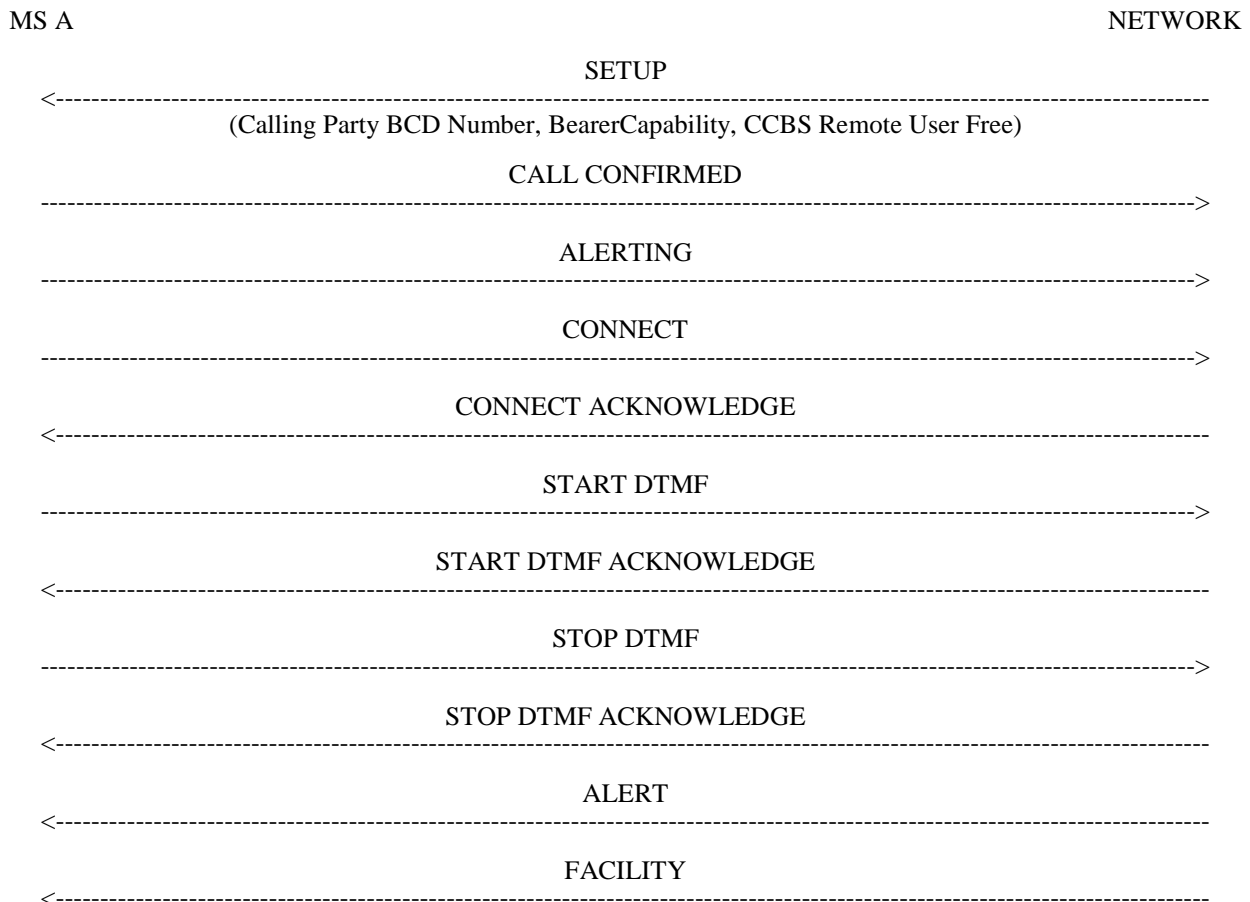 MS A NETWORK
SETUP
<------------------------------------------------------------------------------------------------------------------------------------
(Calling Party BCD Number, BearerCapability, CCBS Remote User Free)
CALL CONFIRMED
------------------------------------------------------------------------------------------------------------------------------------>
ALERTING
------------------------------------------------------------------------------------------------------------------------------------>
CONNECT
------------------------------------------------------------------------------------------------------------------------------------>
CONNECT ACKNOWLEDGE
<------------------------------------------------------------------------------------------------------------------------------------
START DTMF
------------------------------------------------------------------------------------------------------------------------------------>
START DTMF ACKNOWLEDGE
<------------------------------------------------------------------------------------------------------------------------------------
STOP DTMF
------------------------------------------------------------------------------------------------------------------------------------>
STOP DTMF ACKNOWLEDGE
<------------------------------------------------------------------------------------------------------------------------------------
ALERT
<------------------------------------------------------------------------------------------------------------------------------------
FACILITY
<------------------------------------------------------------------------------------------------------------------------------------